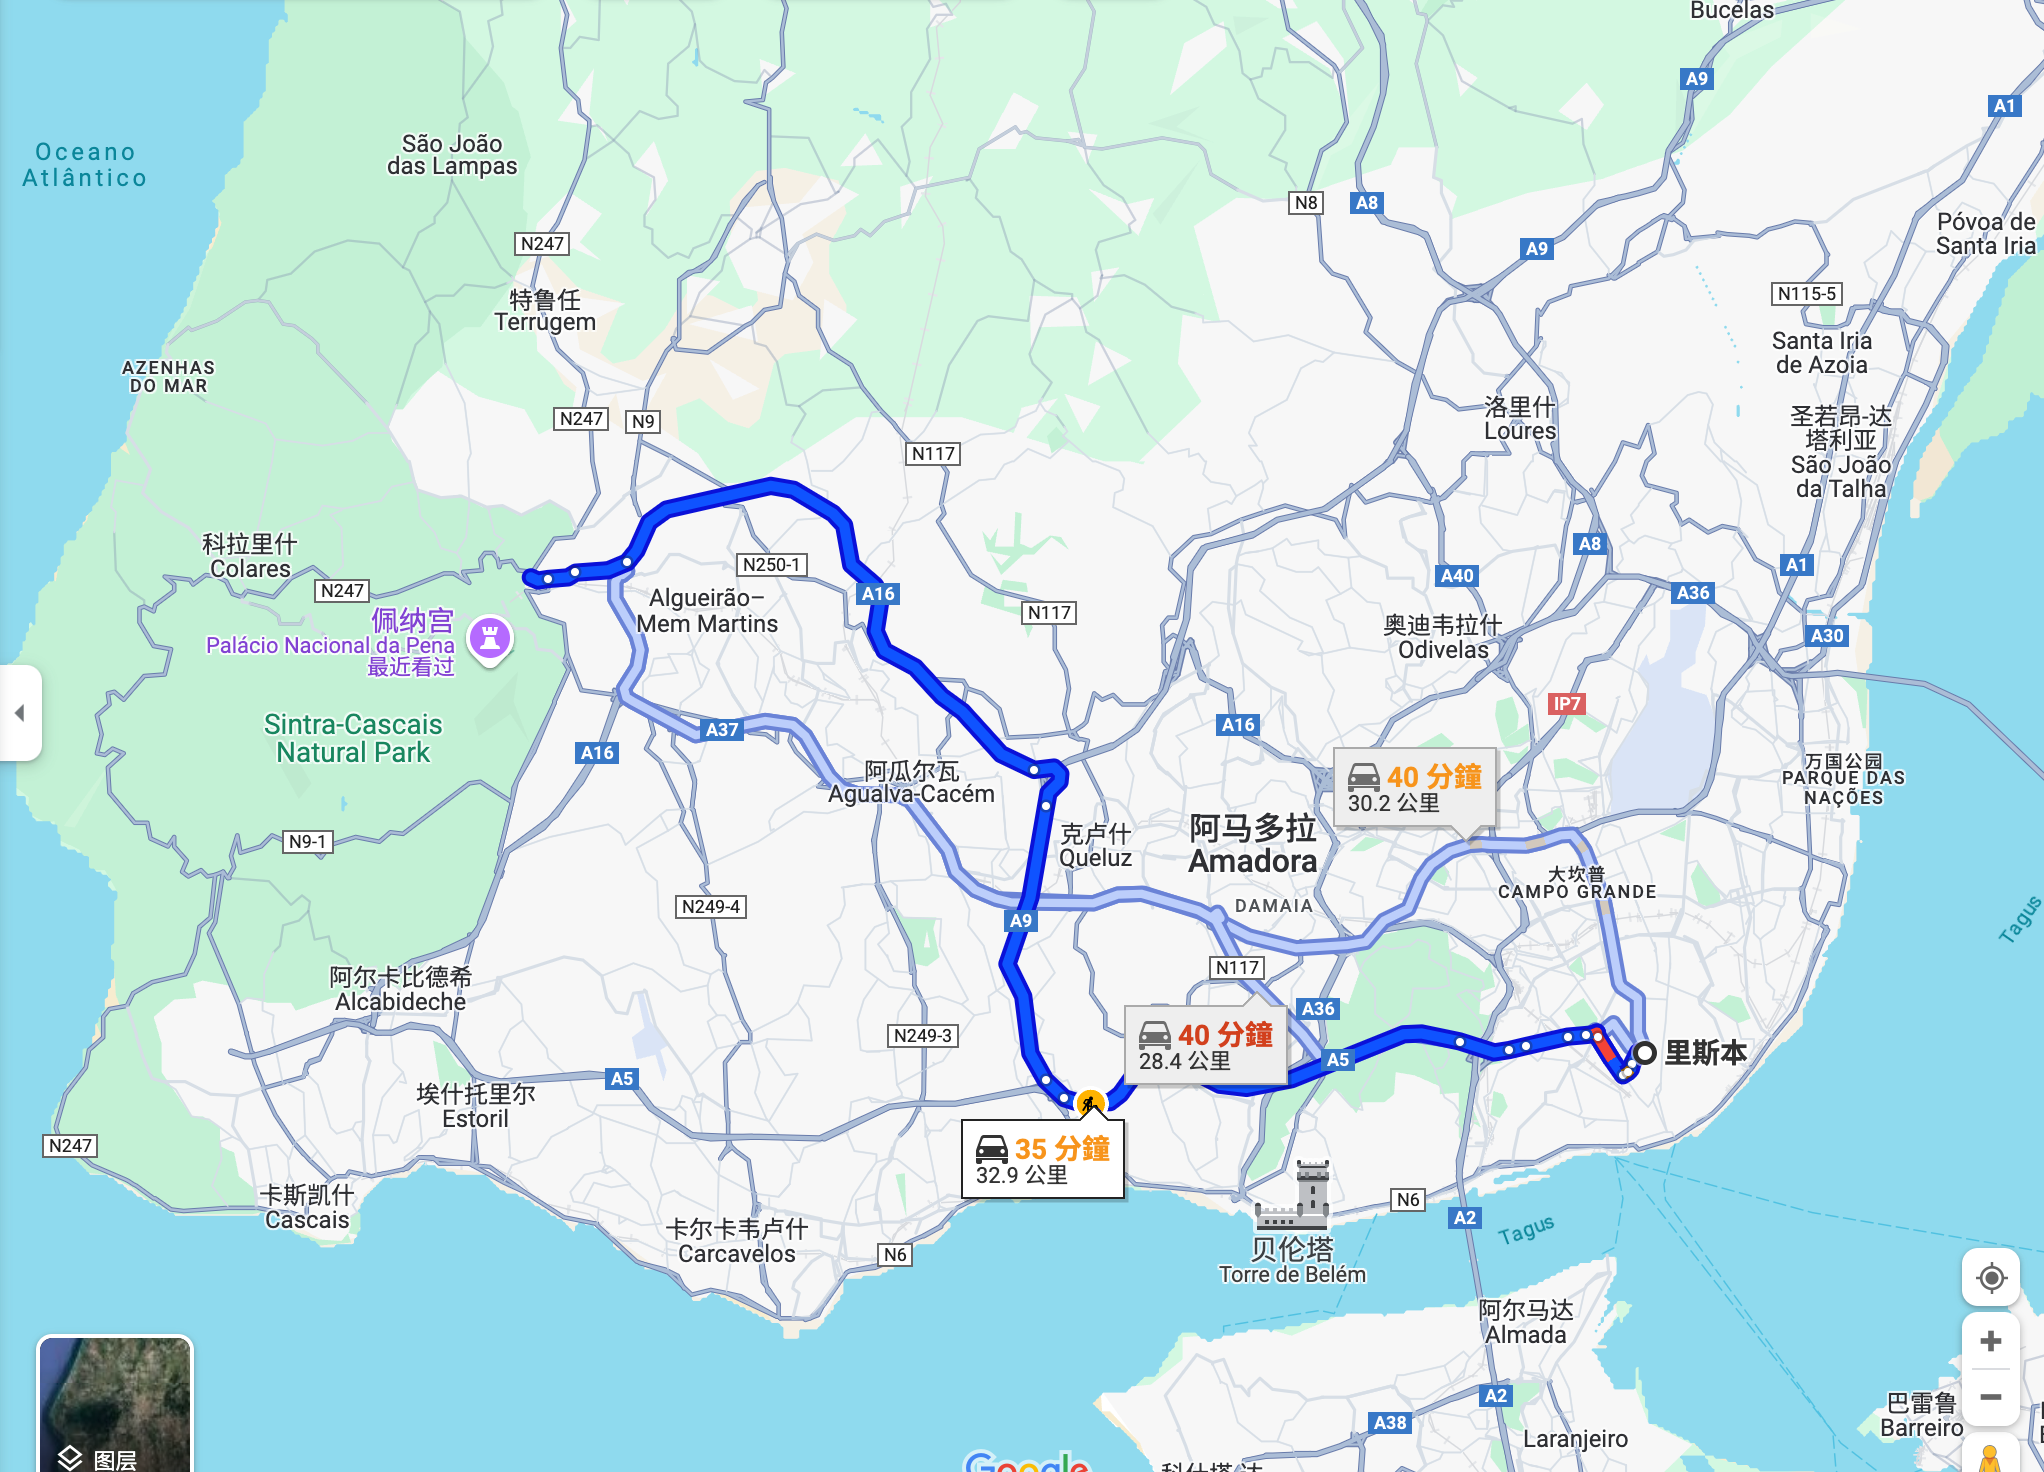 Bucelas
A9
A1
Oceano
Atlântico
São João
das Lampas
N8
A8
Póvoa de
Santa Iria
N247
A9
N115-5
特鲁任
Terrugem
Santa Iria
de Azoia
AZENHAS
DO MAR
N247
N9
洛里什
Loures
圣若昂-达
塔利亚
São João
da Talha
N117
科拉里什
Colares
N247
N250-1
A16
A8
A40
A1
A36
Algueirão–
Mem Martins
N117
佩纳宫
Palácio Nacional da Pena
最近看过
奥迪韦拉什
Odivelas
A30
Sintra-Cascais
Natural Park
A37
A16
A16
IP7
阿瓜尔瓦
Agualva-Cacém
40 分鐘
30.2 公里
万国公园
PARQUE DAS
NAÇÕES
N9-1
克卢什
Queluz
阿马多拉
Amadora
大坎普
CAMPO GRANDE
N249-4
DAMAIA
A9
Tagus
阿尔卡比德希
Alcabideche
N117
A36
N249-3
40 分鐘
28.4 公里
A5
里斯本
A5
埃什托里尔
Estoril
N247
35 分鐘
32.9 公里
卡斯凯什
Cascais
卡尔卡韦卢什
Carcavelos
N6
N6
A2
Tagus
贝伦塔
Torre de Belém
阿尔马达
Almada
A2
A38
Laranjeiro
巴雷鲁
Barreiro
图层
Google